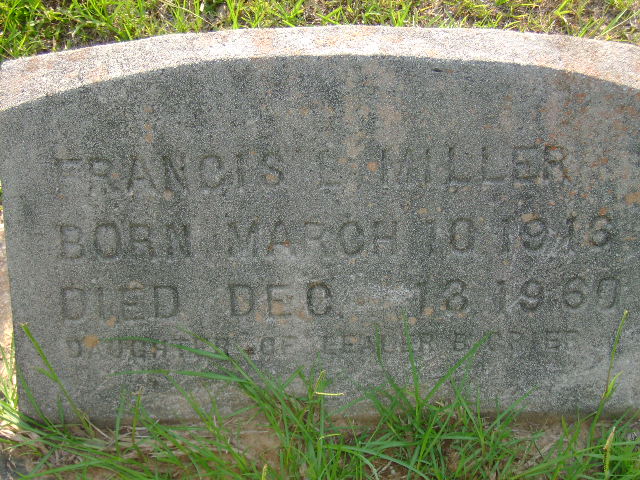 FRANCIS L. MILLER
BORN MARCH 10 1916
DIED DEC. 13 1960
DAUGHTER OF